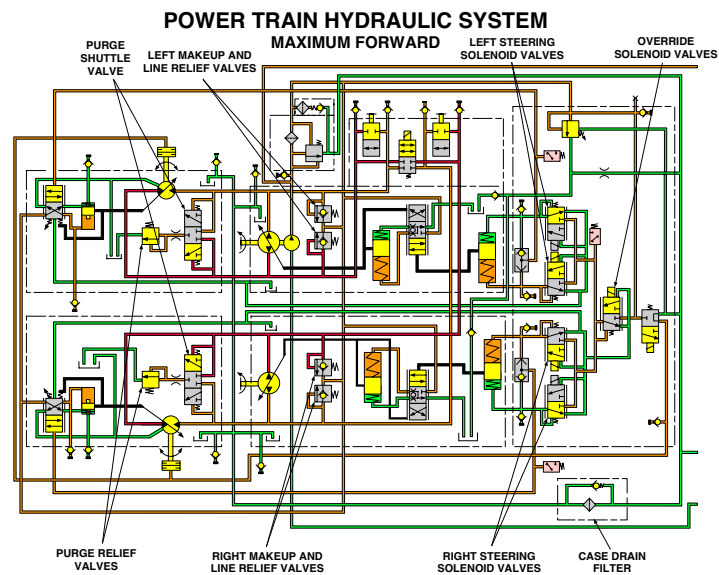 POWER TRAIN HYDRAULIC SYSTEM
MAXIMUM FORWARD
PURGE
SHUTTLE
VALVE
LEFT MAKEUP AND
LINE RELIEF VALVES
LEFT STEERING
SOLENOID VALVES
OVERRIDE
SOLENOID VALVES
PURGE RELIEF
VALVES
RIGHT MAKEUP AND
LINE RELIEF VALVES
RIGHT STEERING
SOLENOID VALVES
CASE DRAIN
FILTER